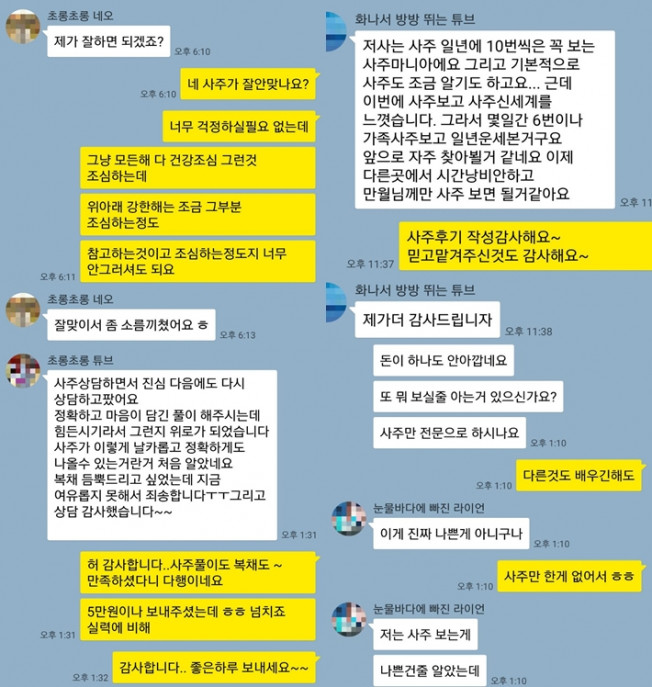 초롱초롱 네오
제가 잘하면 되겠죠?
오후 6:10
네 사주가 잘안맞나요?
오후 6:10
너무 걱정하실필요 없는데
그냥 모든해 다 건강조심 그런것
조심하는데
위아래 강한해는 조금 그부분
조심하는정도
참고하는것이고 조심하는정도지 너무
안그러셔도 되요
오후 6:11
초롱초롱 네오
잘맞이서 좀 소름끼쳤어요 ㅎ
오후 6:13
초롱초롱 튜브
사주상담하면서 진심 다음에도 다시
상담하고팠어요
정확하고 마음이 담긴 풀이 해주시는데
힘든시기라서 그런지 위로가 되었습니다
사주가 이렇게 날카롭고 정확하게도
나올수 있는거란거 처음 알았네요
복채 듬뿍드리고 싶었는데 지금
여유롭지 못해서 죄송합니다ㅜㅜ그리고
상담 감사했습니다~~
오후 1:31
허 감사합니다..사주풀이도 복채도 ~
만족하셨다니 다행이네요
5만원이나 보내주셨는데 ㅎㅎ 넘치죠
실력에 비해
오후 1:31
감사합니다.. 좋은하루 보내세요~~
오후 1:32
화나서 방방 뛰는 튜브
저사는 사주 일년에 10번씩은 꼭 보는
사주마니아에요 그리고 기본적으로
사주도 조금 알기도 하고요... 근데
이번에 사주보고 사주신세계를
느꼇습니다. 그라서 몇일간 6번이나
가족사주보고 일년운세본거구요
앞으로 자주 찾아뵐거 같네요 이제
다른곳에서 시간낭비안하고
만월님께만 사주 보면 될거같아요
오후 11
사주후기 작성감사해요~
믿고맡겨주신것도 감사해요~
오후 11:37
화나서 방방 뛰는 튜브
제가더 감사드립니자
오후 11:38
돈이 하나도 안아깝네요
또 뭐 보실줄 아는거 있으신가요?
사주만 전문으로 하시나요
오후 1:10
다른것도 배우긴해도
오후 1:10
눈물바다에 빠진 라이언
이게 진짜 나쁜게 아니구나
오후 1:10
사주만 한게 없어서 ㅎㅎ
오후 1:10
눈물바다에 빠진 라이언
저는 사주 보는게
나쁜건줄 알았는데
오후 1:10